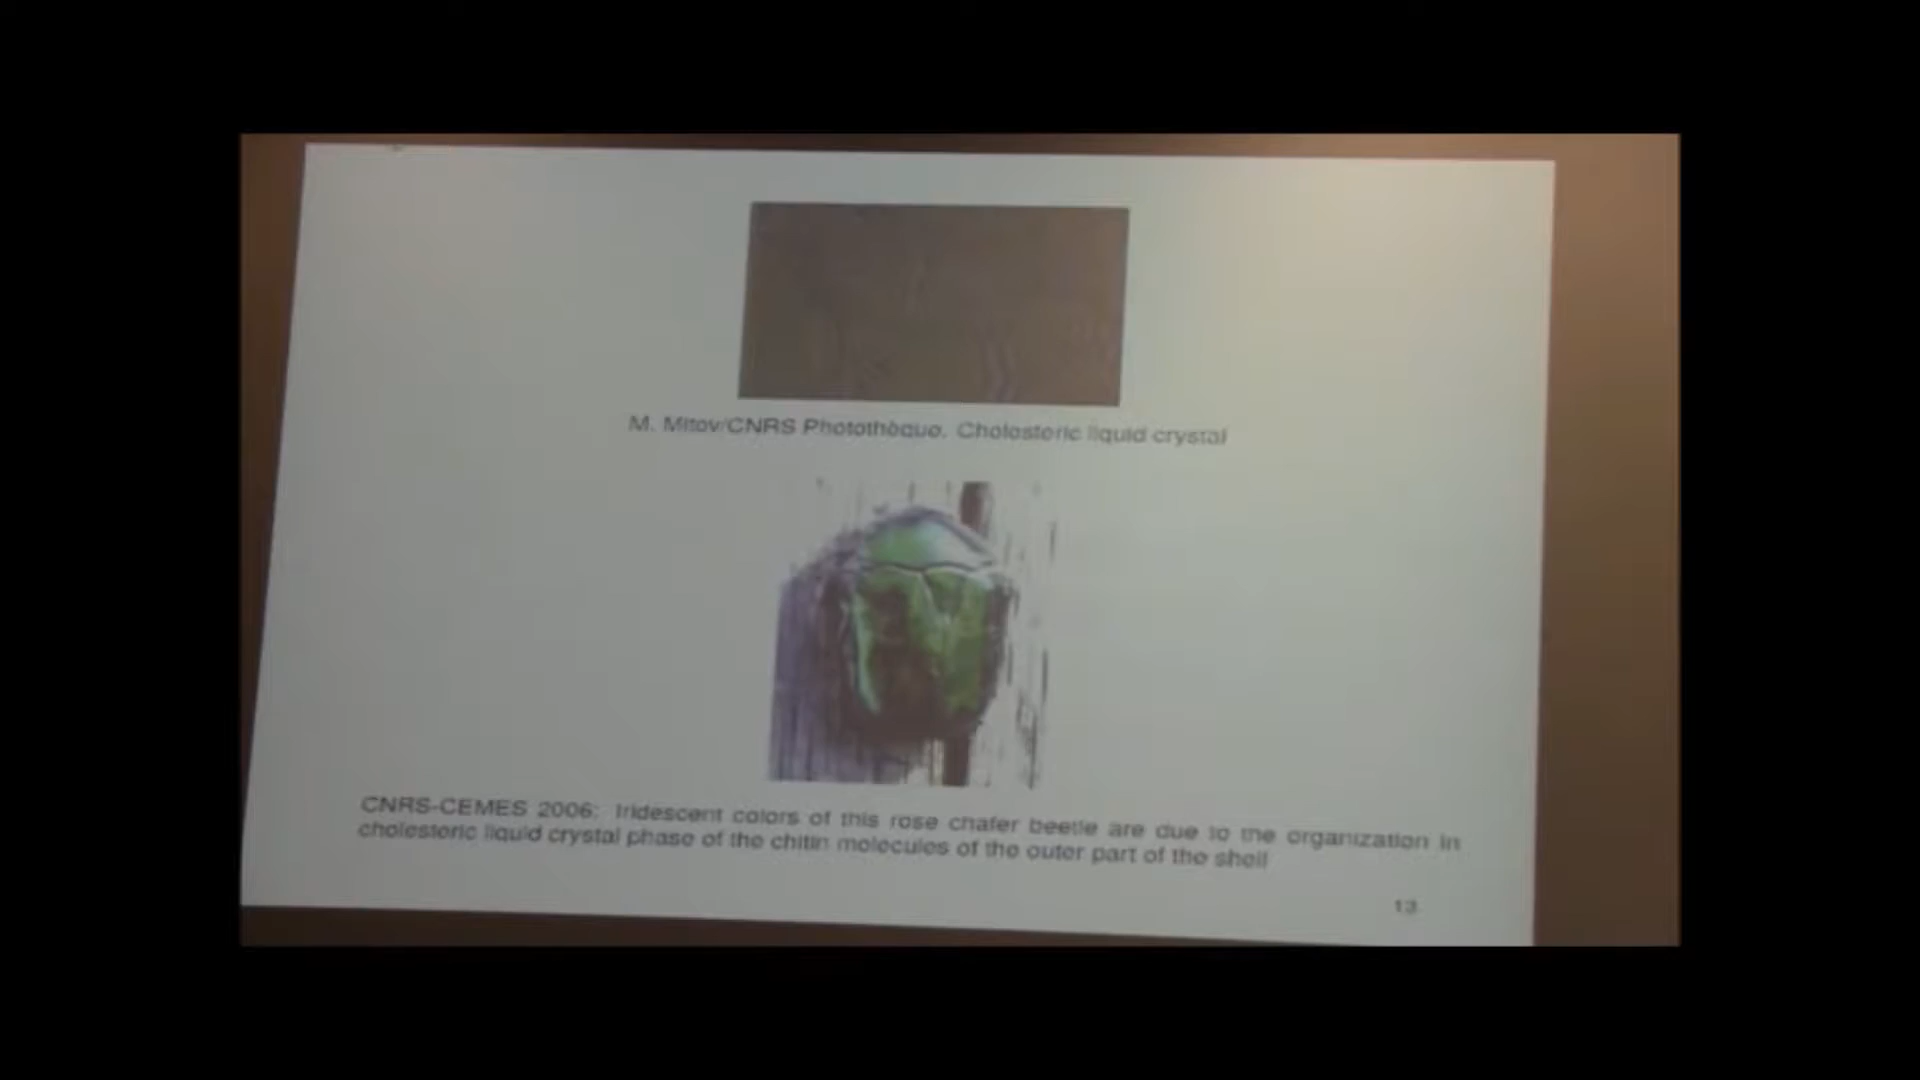 M. Mitov/CNRS Photothèque. Cholesteric liquid crystal
CNRS-CEMES 2006: Iridescent colors of this rose chafer beetle are due to the organization in
cholesteric liquid crystal phase of the chitin molecules of the outer part of the shell
13